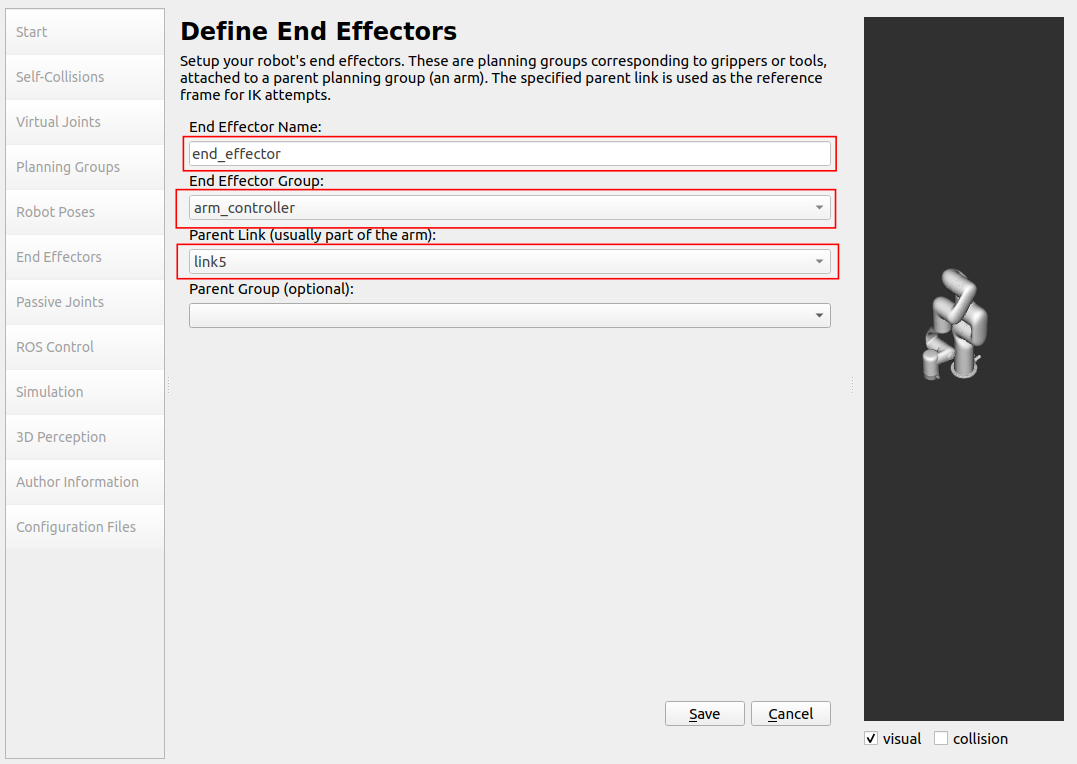 Start
Self-Collisions
Virtual Joints
Planning Groups
Robot Poses
End Effectors
Passive Joints
ROS Control
Simulation
3D Perception
Author Information
Configuration Files
Define End Effectors
Setup your robot's end effectors. These are planning groups corresponding to grippers or tools,
attached to a parent planning group (an arm). The specified parent link is used as the reference
frame for IK attempts.
End Effector Name:
end_effector
End Effector Group:
arm_controller
Parent Link (usually part of the arm):
link5
Parent Group (optional):
Save
Cancel
visual
collision